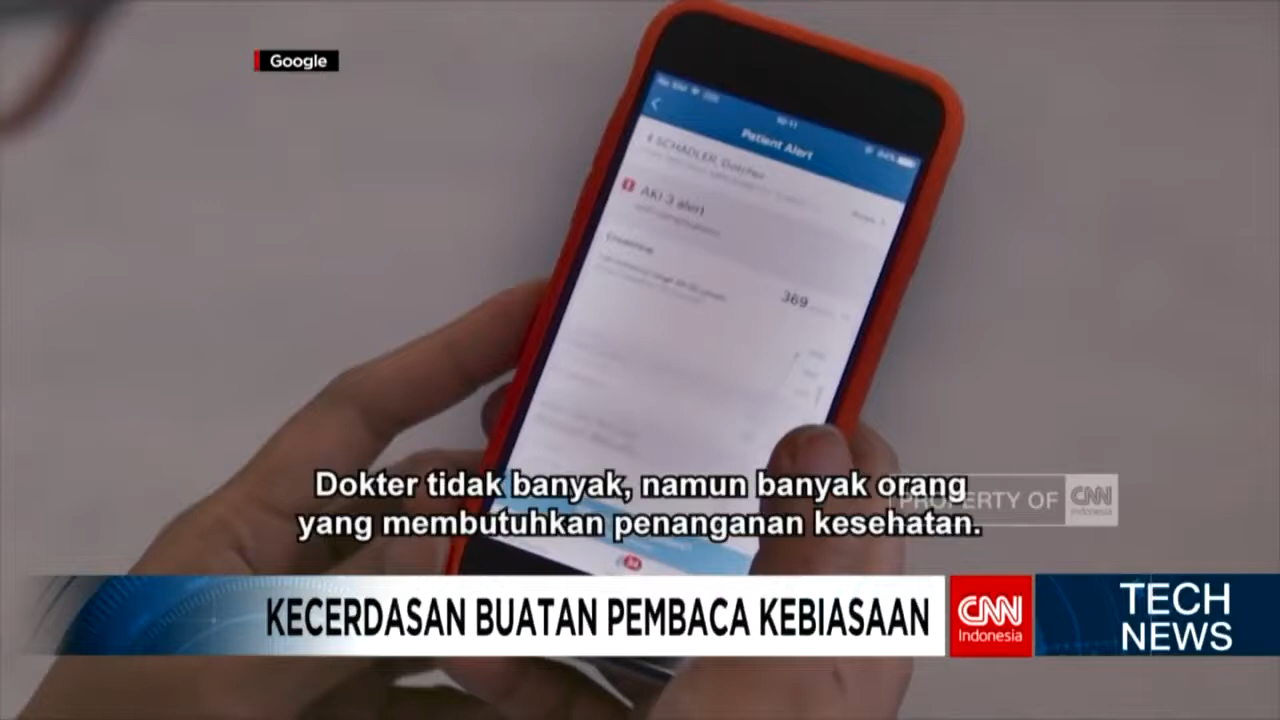 Google
Patient Alert
AKI 3 alert
369
Dokter tidak banyak, namun banyak orang
yang membutuhkan penanganan kesehatan.
PROPERTY OF CNN
Indonesia
KECERDASAN BUATAN PEMBACA KEBIASAAN
CNN
Indonesia
TECH
NEWS